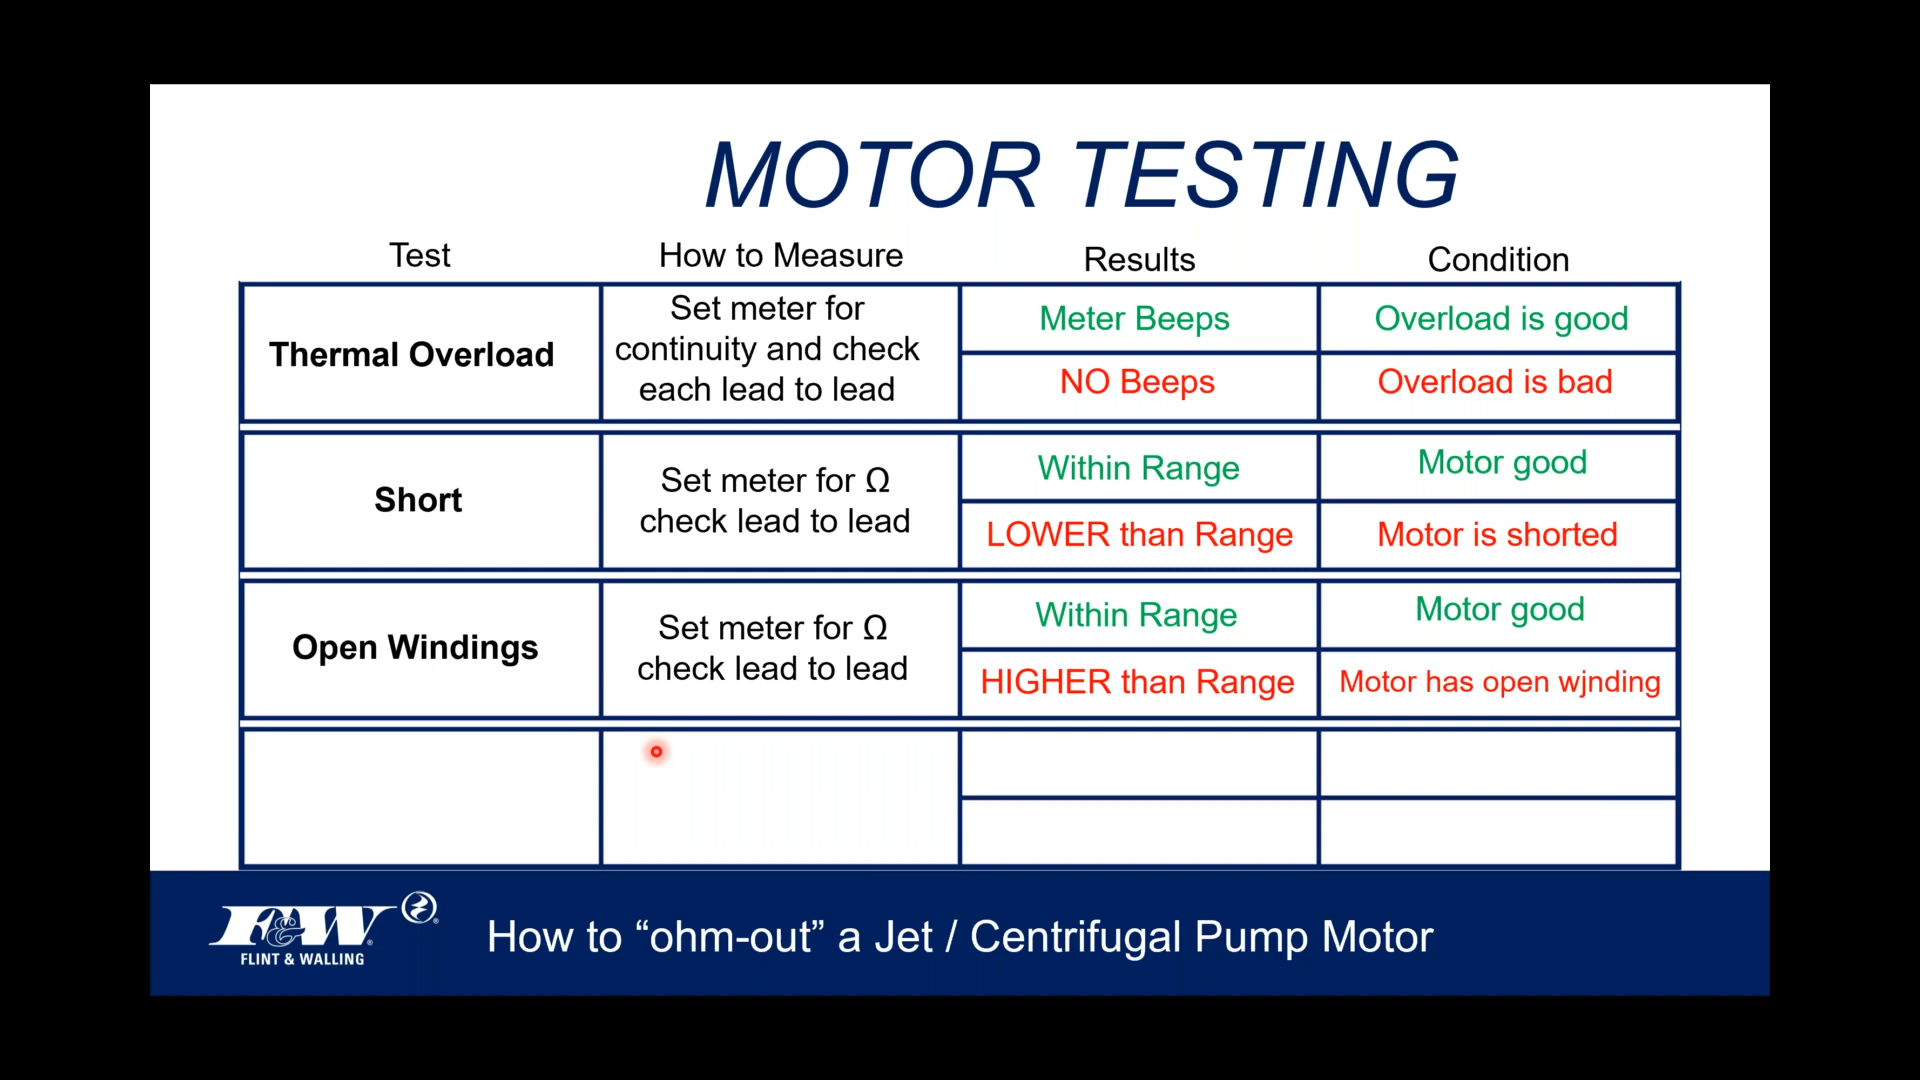 MOTOR TESTING
Test
How to Measure
Results
Condition
Thermal Overload
Set meter for
continuity and check
each lead to lead
Meter Beeps
Overload is good
NO Beeps
Overload is bad
Short
Set meter for Ω
check lead to lead
Within Range
Motor good
LOWER than Range
Motor is shorted
Open Windings
Set meter for Ω
check lead to lead
Within Range
Motor good
HIGHER than Range
Motor has open wjnding
F&W®
FLINT & WALLING
How to “ohm-out” a Jet / Centrifugal Pump Motor